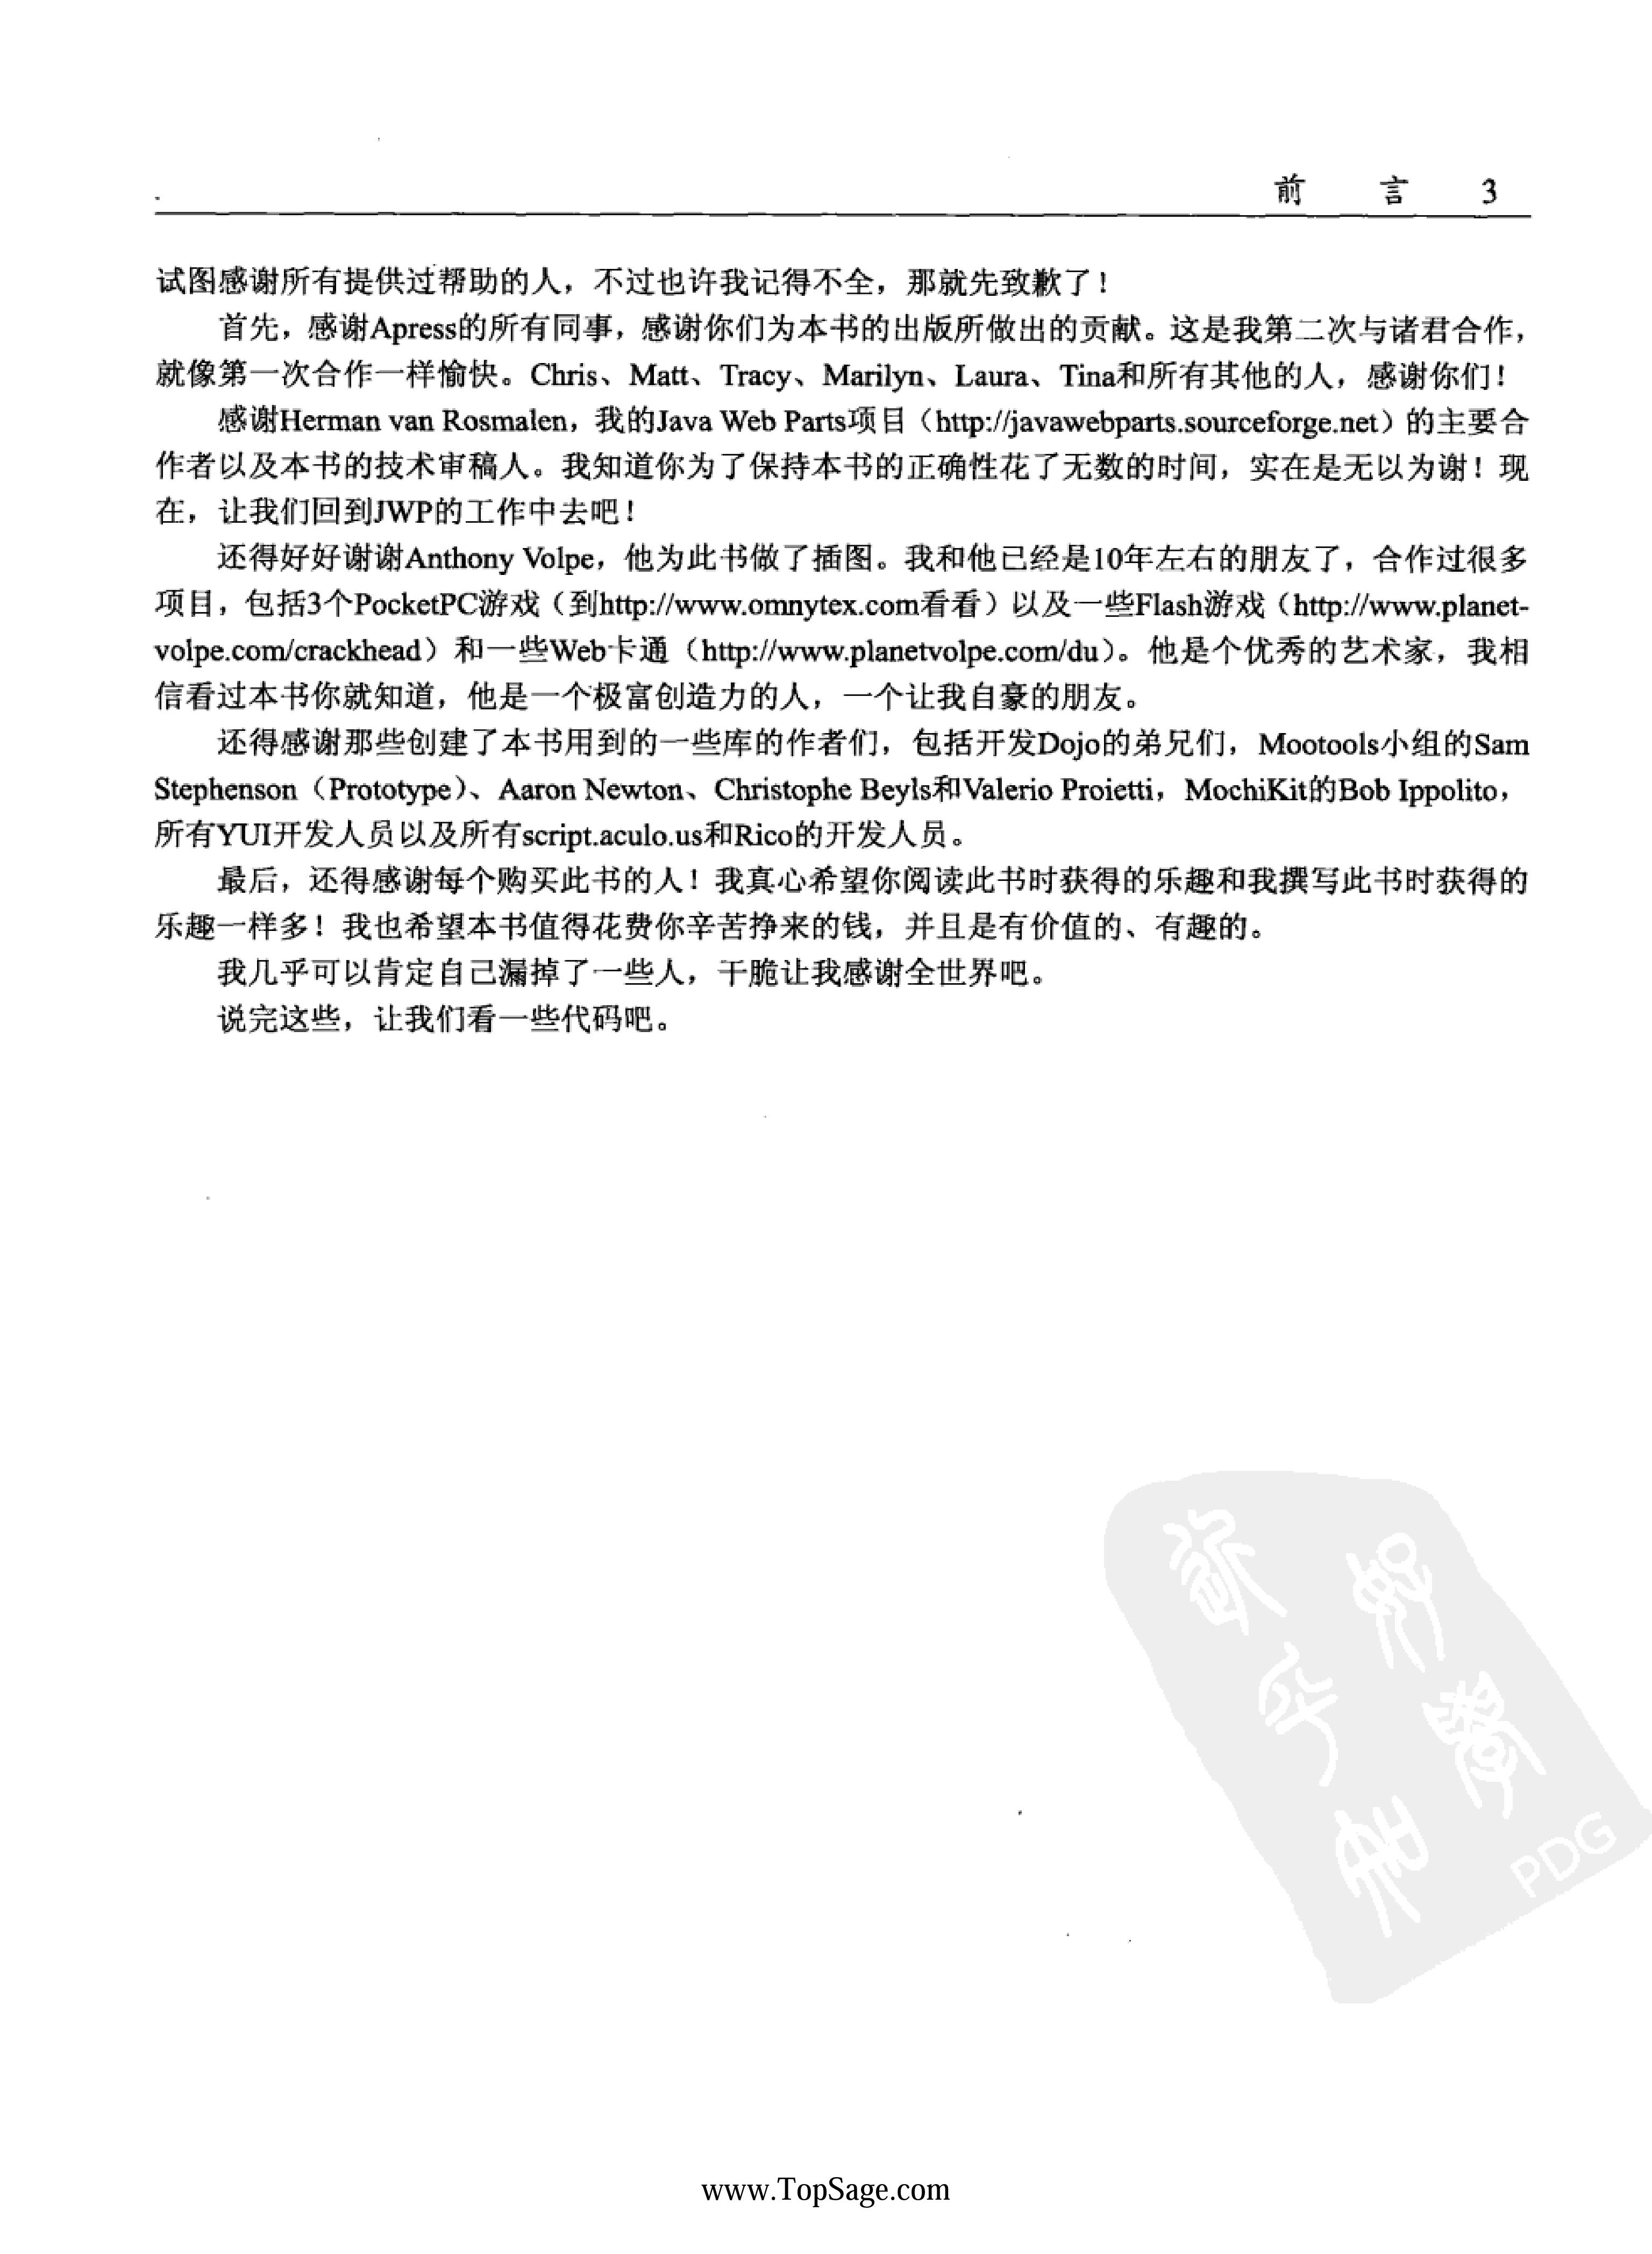 前 言 3
试图感谢所有提供过帮助的人，不过也许我记得不全，那就先致歉了！
首先，感谢Apress的所有同事，感谢你们为本书的出版所做出的贡献。这是我第二次与诸君合作，
就像第一次合作一样愉快。Chris、Matt、Tracy、Marilyn、Laura、Tina和所有其他的人，感谢你们！
感谢Herman van Rosmalen，我的Java Web Parts项目（http://javawebparts.sourceforge.net）的主要合
作者以及本书的技术审稿人。我知道你为了保持本书的正确性花了无数的时间，实在是无以为谢！现
在，让我们回到JWP的工作中去吧！
还得好好谢谢Anthony Volpe，他为此书做了插图。我和他已经是10年左右的朋友了，合作过很多
项目，包括3个PocketPC游戏（到http://www.omnytex.com看看）以及一些Flash游戏（http://www.planet-
volpe.com/crackhead）和一些Web卡通（http://www.planetvolpe.com/du）。他是个优秀的艺术家，我相
信看过本书你就知道，他是一个极富创造力的人，一个让我自豪的朋友。
还得感谢那些创建了本书用到的一些库的作者们，包括开发Dojo的弟兄们，Mootools小组的Sam
Stephenson（Prototype）、Aaron Newton、Christophe Beyls和Valerio Proietti，MochiKit的Bob Ippolito，
所有YUI开发人员以及所有script.aculo.us和Rico的开发人员。
最后，还得感谢每个购买此书的人！我真心希望你阅读此书时获得的乐趣和我撰写此书时获得的
乐趣一样多！我也希望本书值得花费你辛苦挣来的钱，并且是有价值的、有趣的。
我几乎可以肯定自己漏掉了一些人，干脆让我感谢全世界吧。
说完这些，让我们看一些代码吧。
PDG
www.TopSage.com